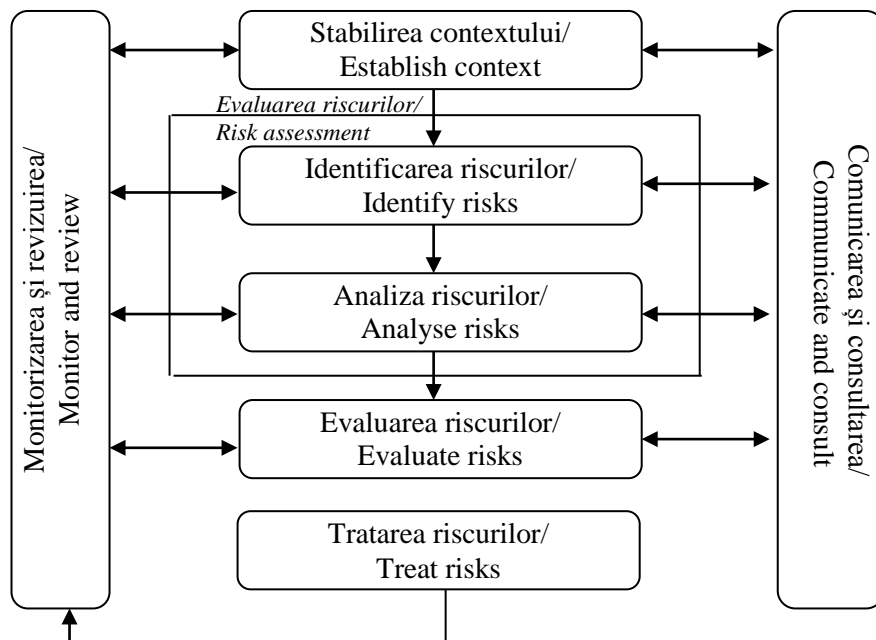 Stabilirea contextului/
Establish context
Evaluarea riscurilor/
Risk assessment
Identificarea riscurilor/
Identify risks
Analiza riscurilor/
Analyse risks
Evaluarea riscurilor/
Evaluate risks
Tratarea riscurilor/
Treat risks
Monitorizarea și revizuirea/
Monitor and review
Comunicarea și consultarea/
Communicate and consult